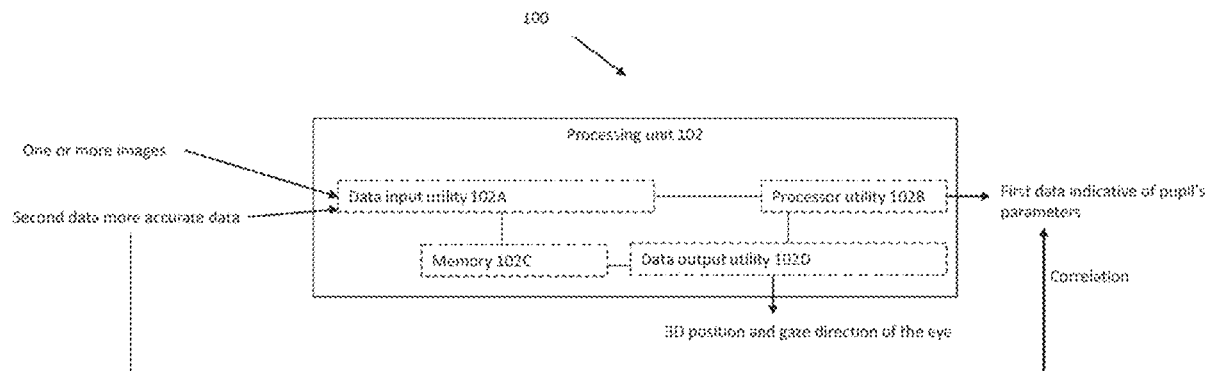 100
Processing unit 102
One or more images
Data input utility 102A
Processor utility 102B
First data indicative of pupil's
parameters
Second data more accurate data
Memory 102C
Data output utility 102D
Correlation
3D position and gaze direction of the eye